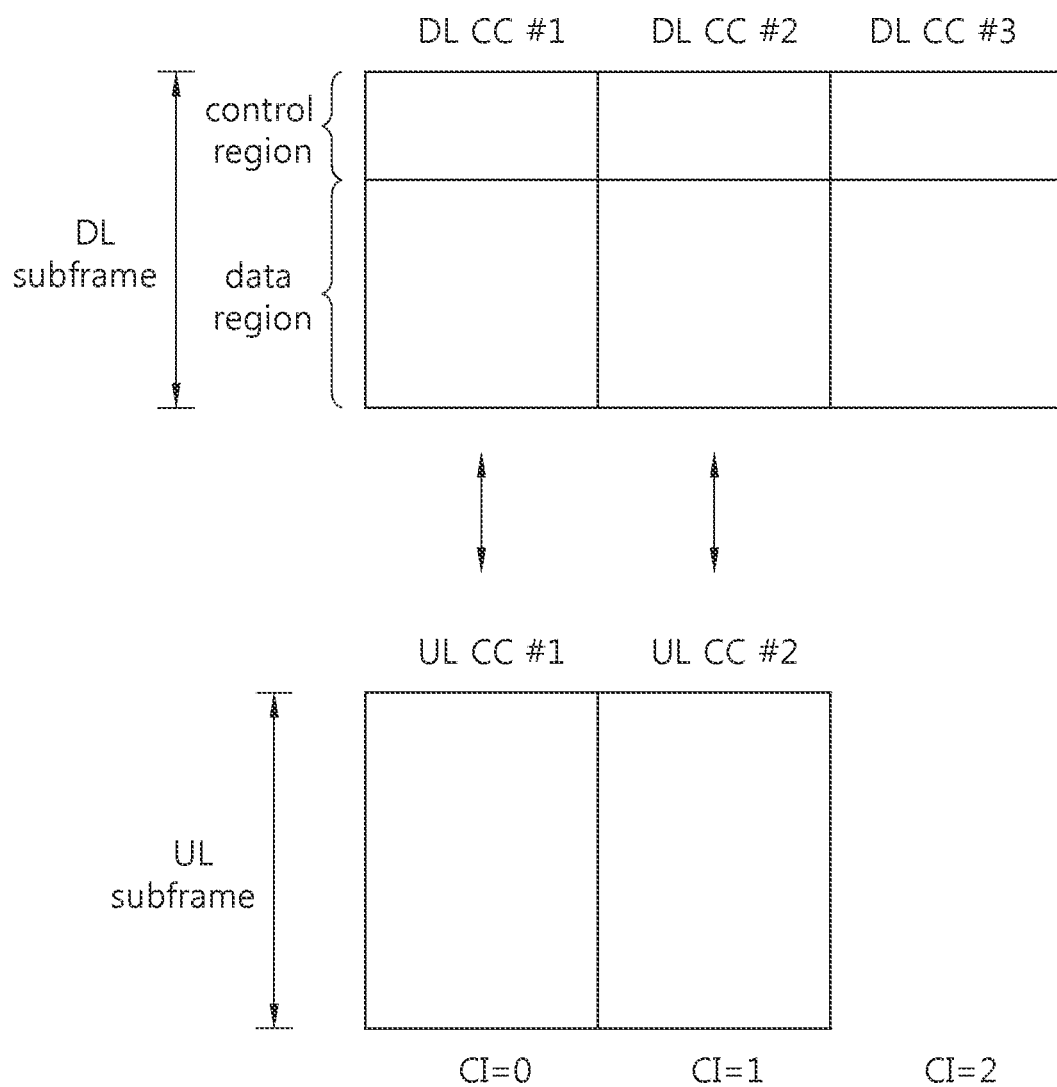 DL CC #1 DL CC #2 DL CC #3
control
region
DL
subframe
data
region
UL CC #1 UL CC #2
UL
subframe
CI=0 CI=1 CI=2